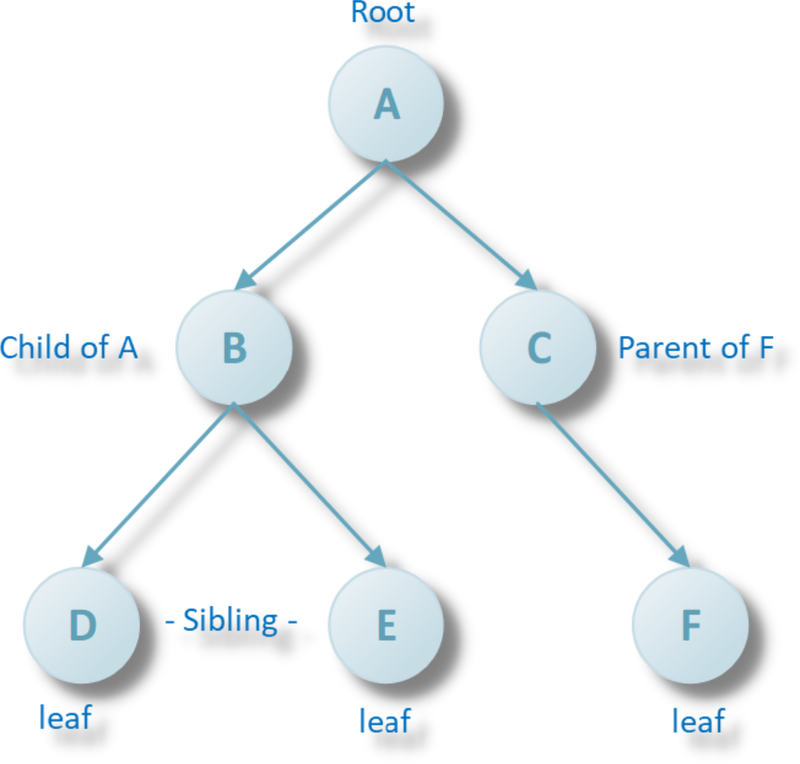 Root
A
Child of A
B
C
Parent of F
D
- Sibling -
E
F
leaf
leaf
leaf